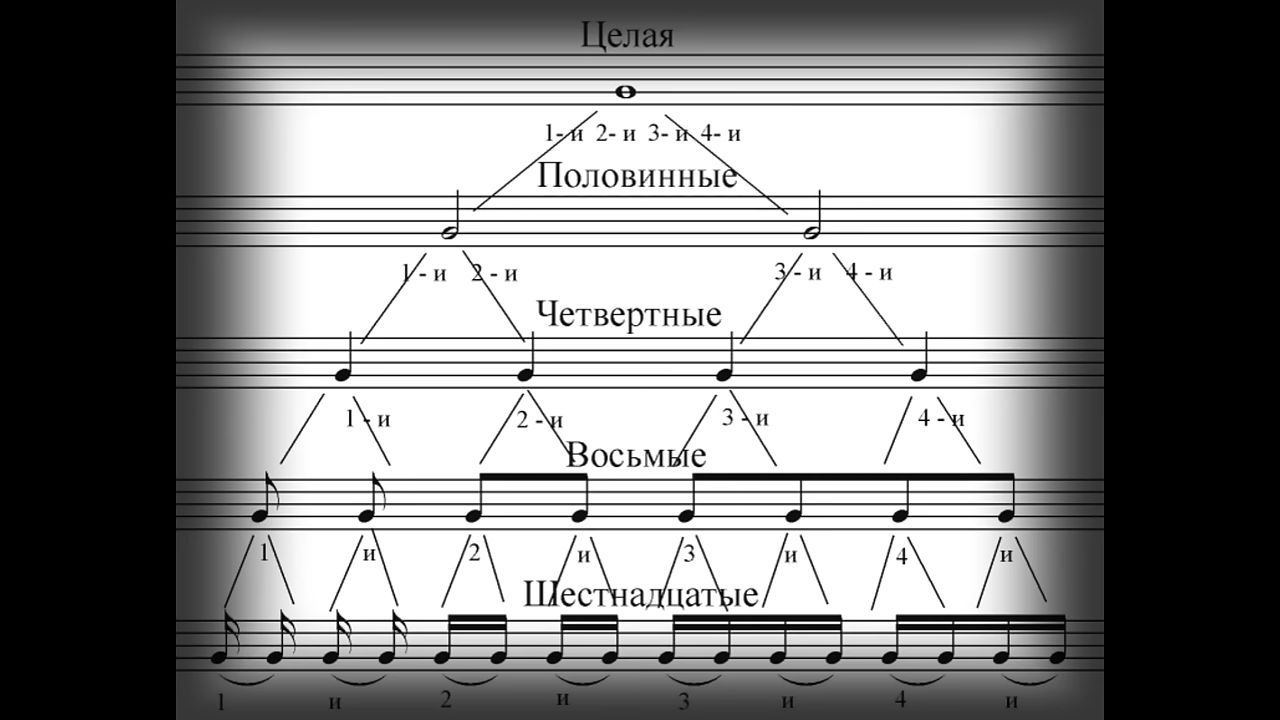 Целая
1- и 2- и 3- и 4- и
Половинные
1 - и 2 - и 3 - и 4 - и
Четвертные
1 - и 2 - и 3 - и 4 - и
Восьмые
1 и 2 и 3 и 4 и
Шестнадцатые
1 и 2 и 3 и 4 и